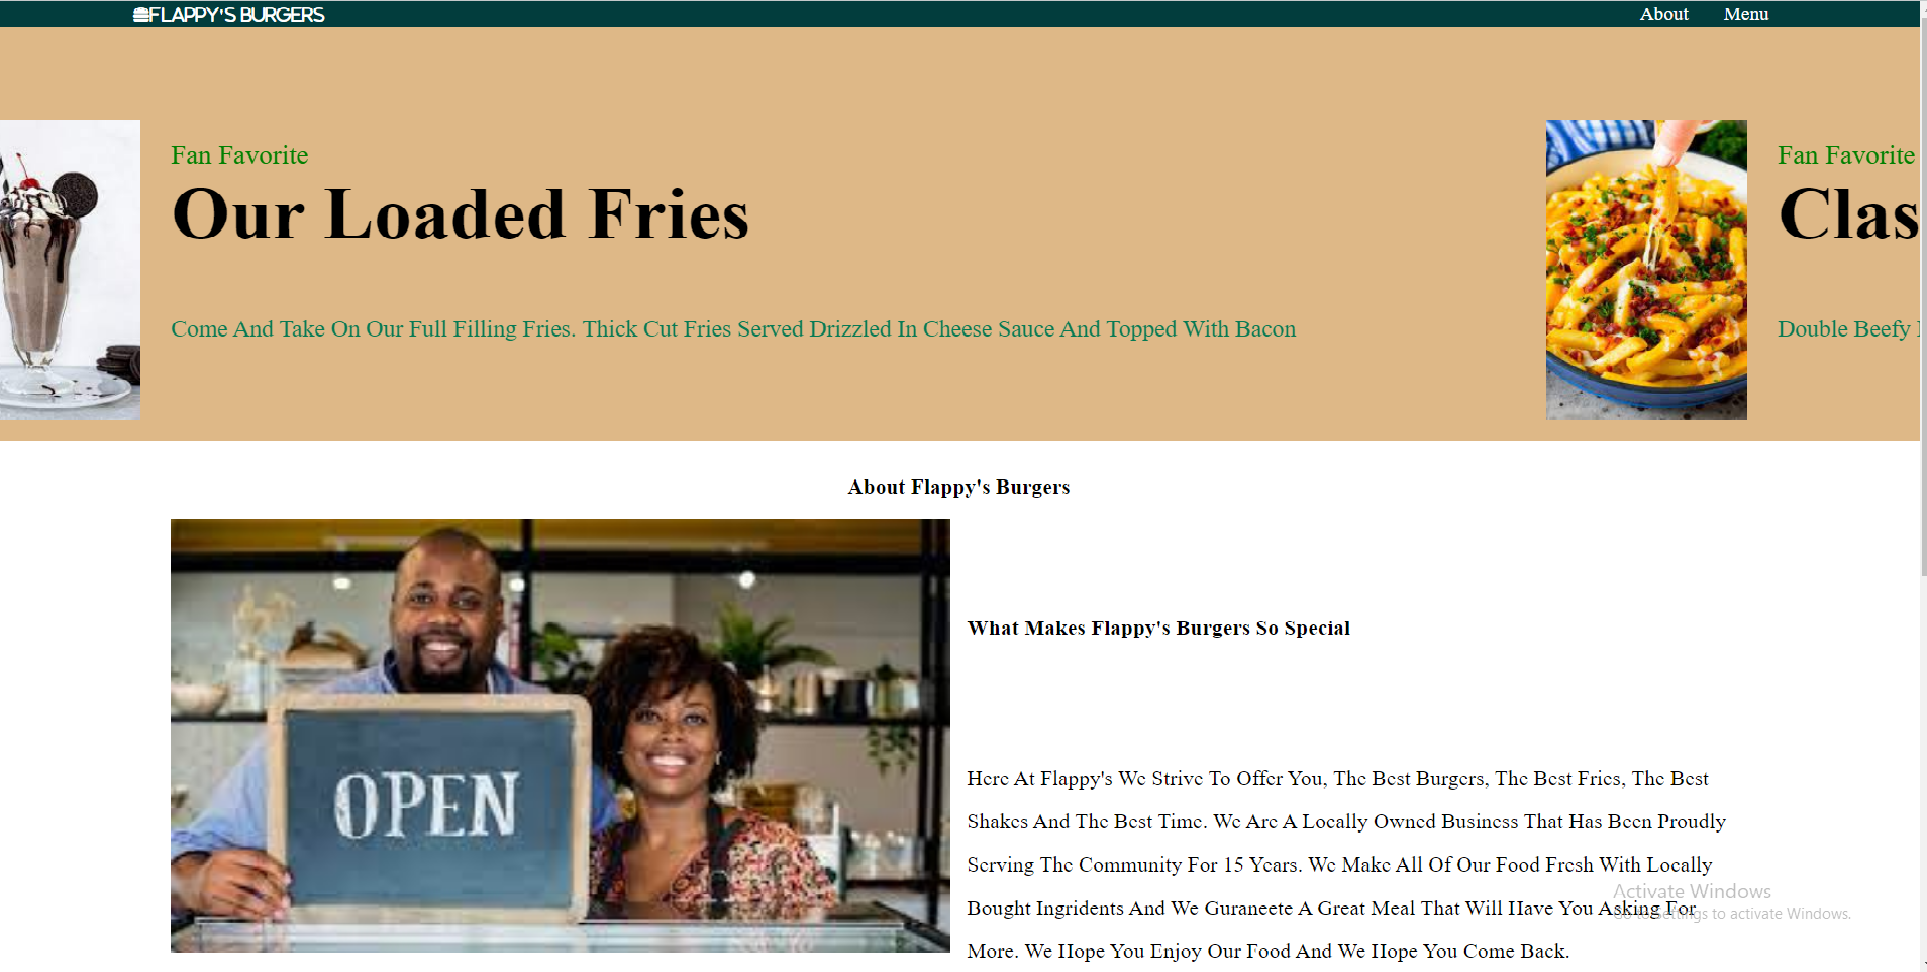 FLAPPY'S BURGERS
About Menu
Fan Favorite
Our Loaded Fries
Come And Take On Our Full Filling Fries. Thick Cut Fries Served Drizzled In Cheese Sauce And Topped With Bacon
Fan Favorite
Clas
Double Beefy
About Flappy's Burgers
OPEN
What Makes Flappy's Burgers So Special
Here At Flappy's We Strive To Offer You, The Best Burgers, The Best Fries, The Best
Shakes And The Best Time. We Are A Locally Owned Business That Has Been Proudly
Serving The Community For 15 Years. We Make All Of Our Food Fresh With Locally
Bought Ingridents And We Guraneete A Great Meal That Will Have You Asking For
More. We Hope You Enjoy Our Food And We Hope You Come Back.
Activate Windows
Go to Settings to activate Windows.